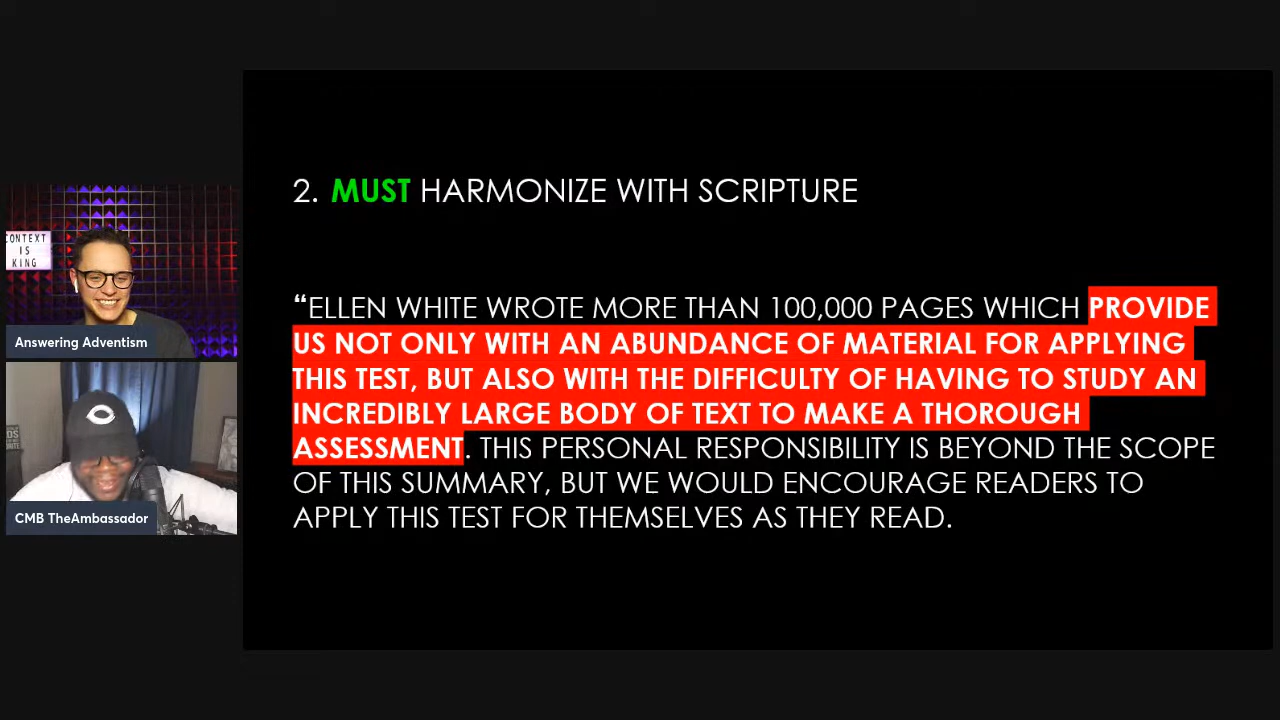 2. MUST HARMONIZE WITH SCRIPTURE
“ELLEN WHITE WROTE MORE THAN 100,000 PAGES WHICH PROVIDE
US NOT ONLY WITH AN ABUNDANCE OF MATERIAL FOR APPLYING
THIS TEST, BUT ALSO WITH THE DIFFICULTY OF HAVING TO STUDY AN
INCREDIBLY LARGE BODY OF TEXT TO MAKE A THOROUGH
ASSESSMENT. THIS PERSONAL RESPONSIBILITY IS BEYOND THE SCOPE
OF THIS SUMMARY, BUT WE WOULD ENCOURAGE READERS TO
APPLY THIS TEST FOR THEMSELVES AS THEY READ.
CONTEXT
IS
KING
Answering Adventism
CMB TheAmbassador